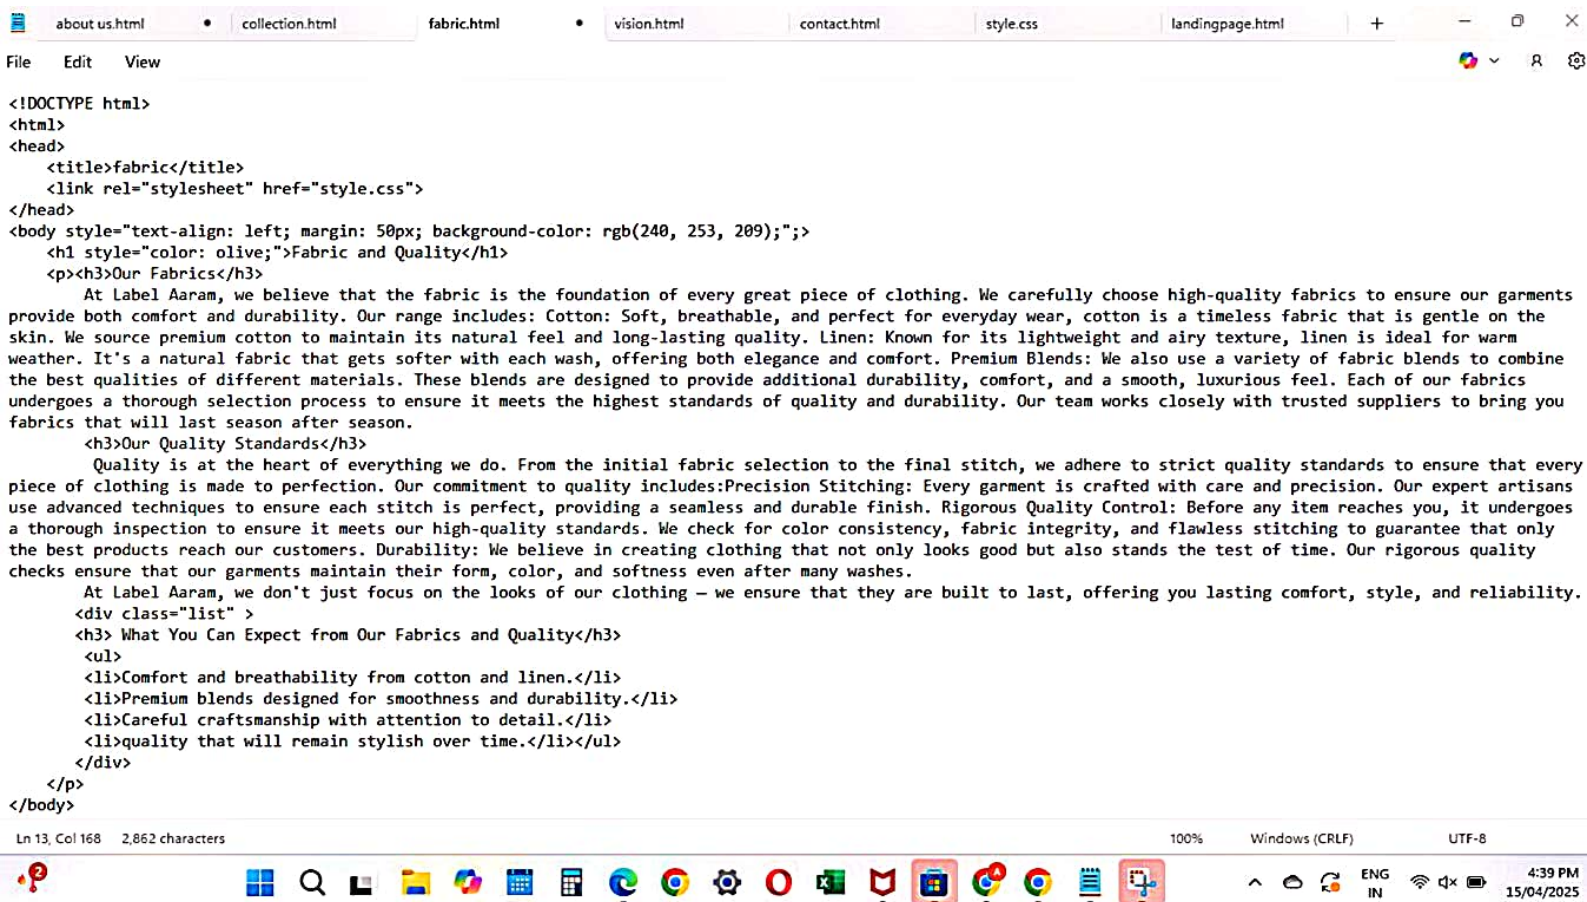 about us.html
collection.html
fabric.html
vision.html
contact.html
style.css
landingpage.html
File
Edit
View
<!DOCTYPE html>
<html>
<head>
    <title>fabric</title>
    <link rel="stylesheet" href="style.css">
</head>
<body style="text-align: left; margin: 50px; background-color: rgb(240, 253, 209);";>
    <h1 style="color: olive;">Fabric and Quality</h1>
    <p><h3>Our Fabrics</h3>
        At Label Aaram, we believe that the fabric is the foundation of every great piece of clothing. We carefully choose high-quality fabrics to ensure our garments
provide both comfort and durability. Our range includes: Cotton: Soft, breathable, and perfect for everyday wear, cotton is a timeless fabric that is gentle on the
skin. We source premium cotton to maintain its natural feel and long-lasting quality. Linen: Known for its lightweight and airy texture, linen is ideal for warm
weather. It's a natural fabric that gets softer with each wash, offering both elegance and comfort. Premium Blends: We also use a variety of fabric blends to combine
the best qualities of different materials. These blends are designed to provide additional durability, comfort, and a smooth, luxurious feel. Each of our fabrics
undergoes a thorough selection process to ensure it meets the highest standards of quality and durability. Our team works closely with trusted suppliers to bring you
fabrics that will last season after season.
        <h3>Our Quality Standards</h3>
         Quality is at the heart of everything we do. From the initial fabric selection to the final stitch, we adhere to strict quality standards to ensure that every
piece of clothing is made to perfection. Our commitment to quality includes:Precision Stitching: Every garment is crafted with care and precision. Our expert artisans
use advanced techniques to ensure each stitch is perfect, providing a seamless and durable finish. Rigorous Quality Control: Before any item reaches you, it undergoes
a thorough inspection to ensure it meets our high-quality standards. We check for color consistency, fabric integrity, and flawless stitching to guarantee that only
the best products reach our customers. Durability: We believe in creating clothing that not only looks good but also stands the test of time. Our rigorous quality
checks ensure that our garments maintain their form, color, and softness even after many washes.
        At Label Aaram, we don't just focus on the looks of our clothing — we ensure that they are built to last, offering you lasting comfort, style, and reliability.
       <div class="list" >
       <h3> What You Can Expect from Our Fabrics and Quality</h3>
        <ul>
        <li>Comfort and breathability from cotton and linen.</li>
        <li>Premium blends designed for smoothness and durability.</li>
        <li>Careful craftsmanship with attention to detail.</li>
        <li>quality that will remain stylish over time.</li></ul>
       </div>
    </p>
</body>
Ln 13, Col 168
2,862 characters
100%
Windows (CRLF)
UTF-8
2
A
ENG
IN
4:39 PM
15/04/2025